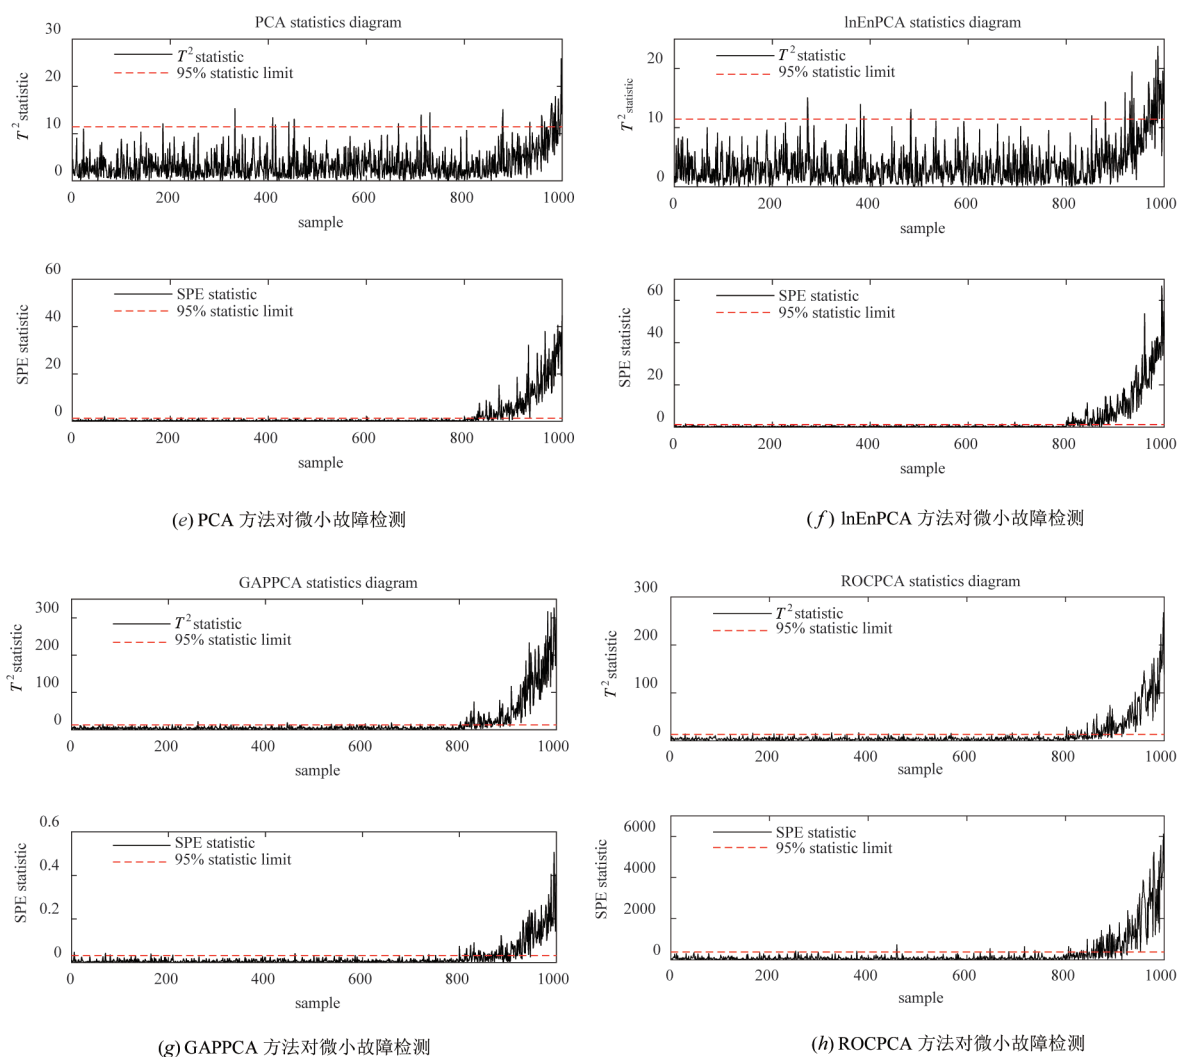 PCA statistics diagram
30
20
10
0
T² statistic
T² statistic
95% statistic limit
0 200 400 600 800 1000
sample
60
40
20
0
SPE statistic
SPE statistic
95% statistic limit
0 200 400 600 800 1000
sample
(e) PCA 方法对微小故障检测
lnEnPCA statistics diagram
20
10
0
T² statistic
T² statistic
95% statistic limit
0 200 400 600 800 1000
sample
60
40
20
0
SPE statistic
SPE statistic
95% statistic limit
0 200 400 600 800 1000
sample
(f) lnEnPCA 方法对微小故障检测
GAPPCA statistics diagram
300
200
100
0
T² statistic
T² statistic
95% statistic limit
0 200 400 600 800 1000
sample
0.6
0.4
0.2
0
SPE statistic
SPE statistic
95% statistic limit
0 200 400 600 800 1000
sample
(g) GAPPCA 方法对微小故障检测
ROCPCA statistics diagram
300
200
100
0
T² statistic
T² statistic
95% statistic limit
0 200 400 600 800 1000
sample
6000
4000
2000
0
SPE statistic
SPE statistic
95% statistic limit
0 200 400 600 800 1000
sample
(h) ROCPCA 方法对微小故障检测